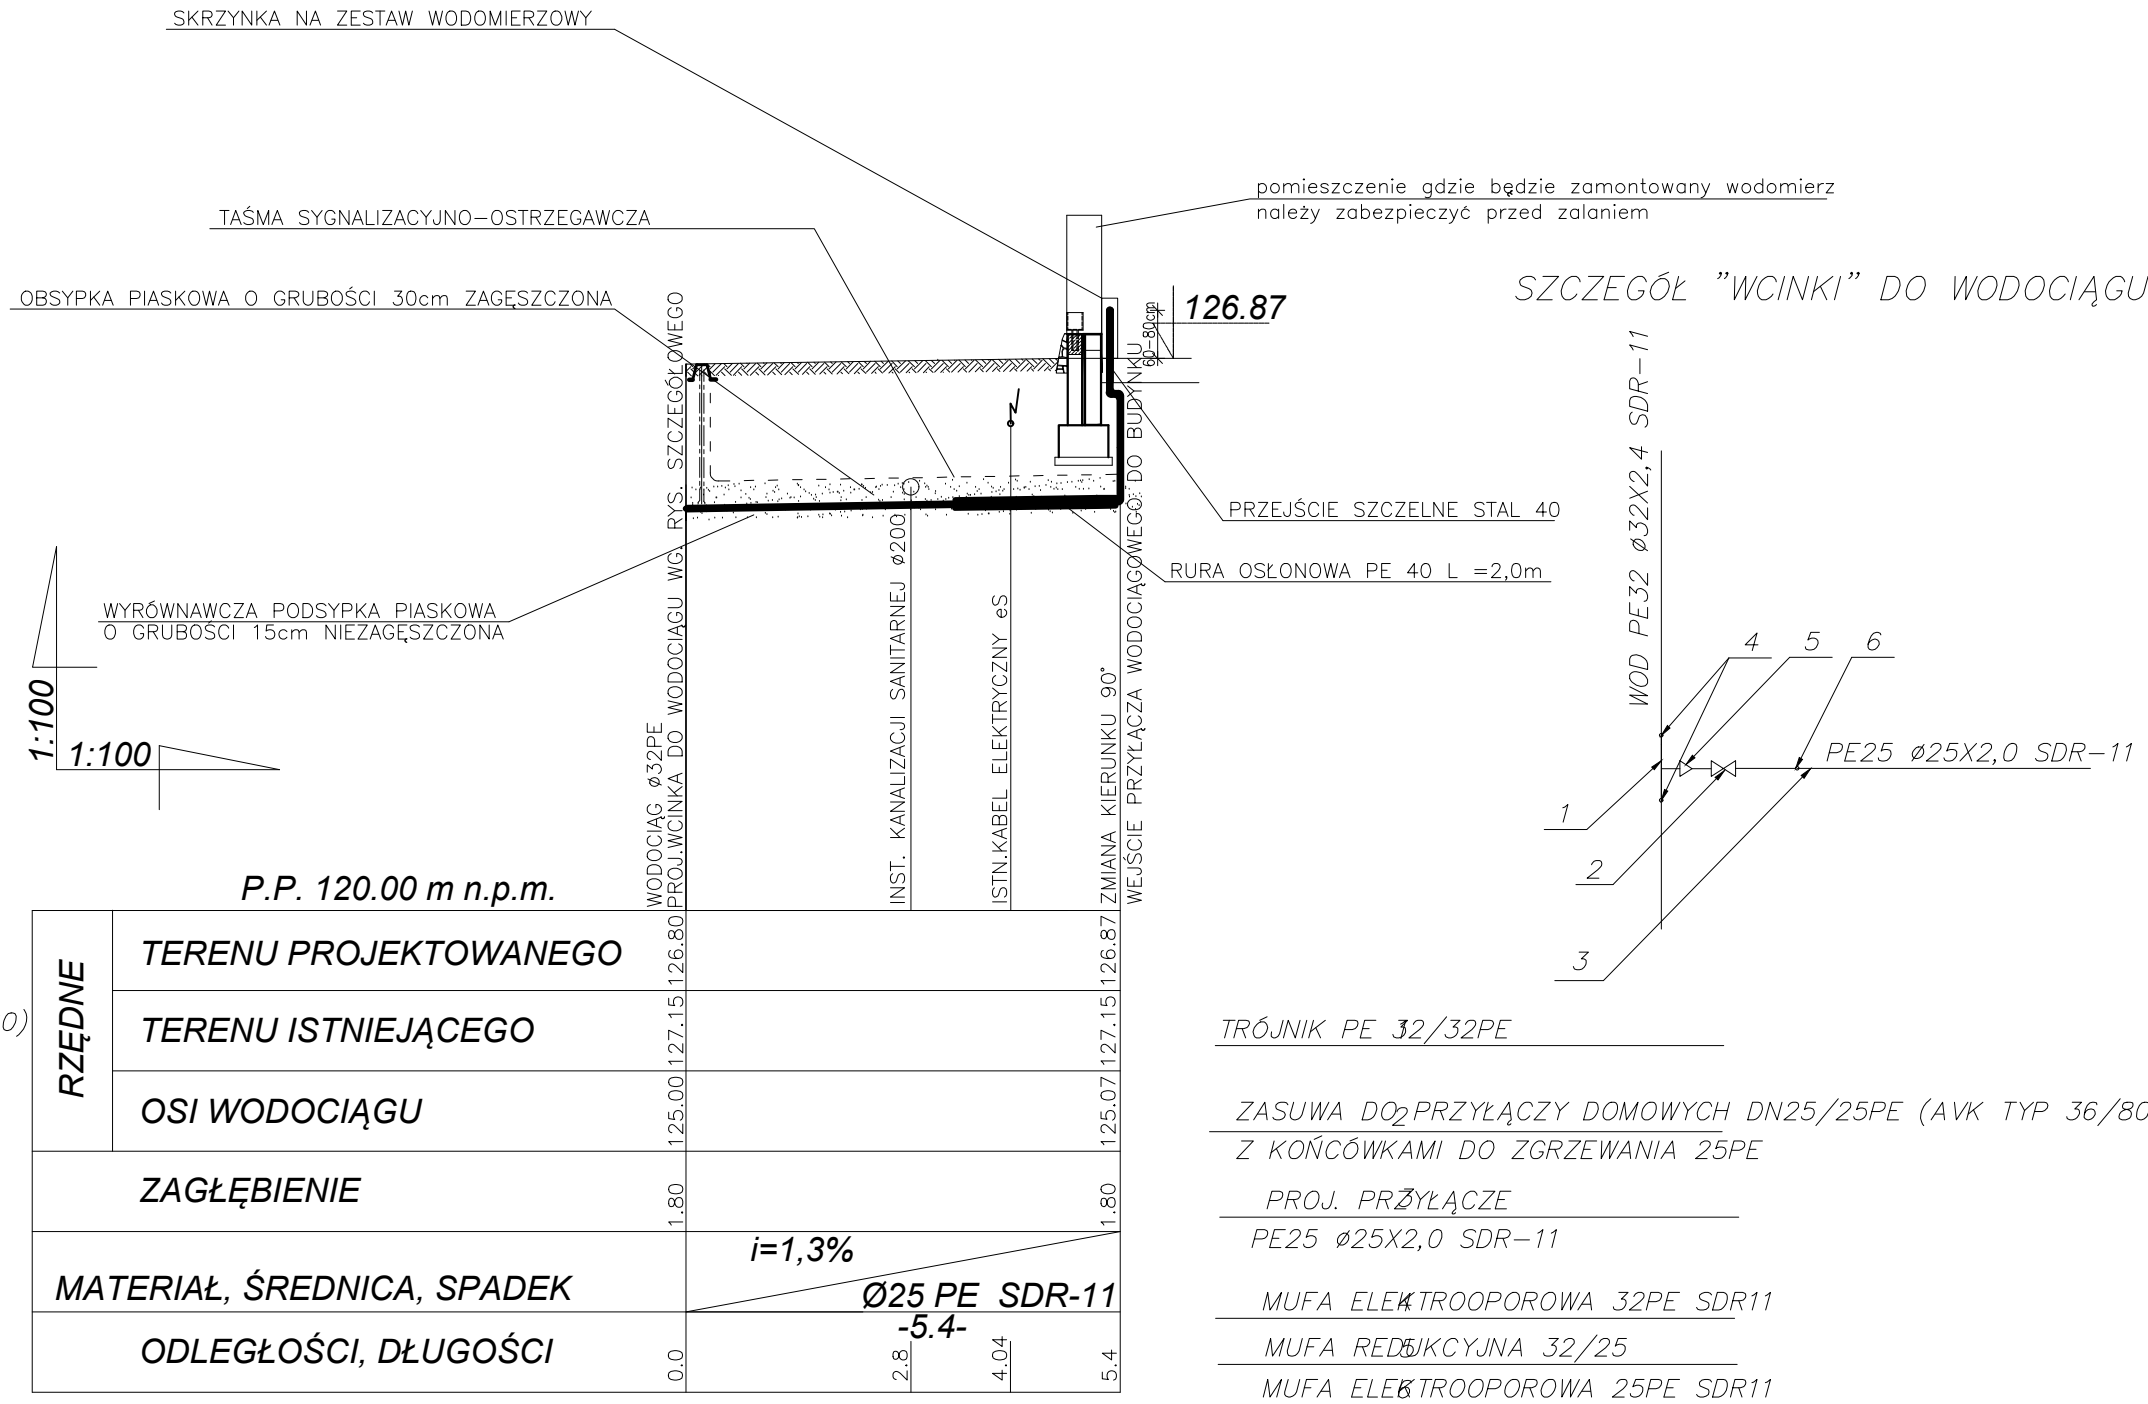 SKRZYNKA NA ZESTAW WODOMIERZOWY
pomieszczenie gdzie będzie zamontowany wodomierz
należy zabezpieczyć przed zalaniem
TAŚMA SYGNALIZACYJNO-OSTRZEGAWCZA
OBSYPKA PIASKOWA O GRUBOŚCI 30cm ZAGĘSZCZONA
126.87
60-80cm
SZCZEGÓŁ "WCINKI" DO WODOCIĄGU
WOD PE32 ø32X2,4 SDR-11
PRZEJŚCIE SZCZELNE STAL 40
RURA OSŁONOWA PE 40 L =2,0m
WYRÓWNAWCZA PODSYPKA PIASKOWA
O GRUBOŚCI 15cm NIEZAGĘSZCZONA
1:100
1:100
WODOCIĄG ø32PE
PROJ.WCINKA DO WODOCIĄGU WG. RYS. SZCZEGÓŁOWEGO
INST. KANALIZACJI SANITARNEJ ø200
ISTN.KABEL ELEKTRYCZNY eS
ZMIANA KIERUNKU 90°
WEJŚCIE PRZYŁĄCZA WODOCIĄGOWEGO DO BUDYNKU
4
5
6
PE25 ø25X2,0 SDR-11
1
2
3
P.P. 120.00 m n.p.m.
RZĘDNE
TERENU PROJEKTOWANEGO
126.80
126.87
TERENU ISTNIEJĄCEGO
127.15
127.15
OSI WODOCIĄGU
125.00
125.07
ZAGŁĘBIENIE
1.80
1.80
MATERIAŁ, ŚREDNICA, SPADEK
i=1,3%
Ø25 PE SDR-11
ODLEGŁOŚCI, DŁUGOŚCI
-5.4-
0.0
2.8
4.04
5.4
0)
1
TRÓJNIK PE 32/32PE
2
ZASUWA DO PRZYŁĄCZY DOMOWYCH DN25/25PE (AVK TYP 36/80
Z KOŃCÓWKAMI DO ZGRZEWANIA 25PE
3
PROJ. PRZYŁĄCZE
PE25 ø25X2,0 SDR-11
4
MUFA ELEKTROOPOROWA 32PE SDR11
5
MUFA REDUKCYJNA 32/25
6
MUFA ELEKTROOPOROWA 25PE SDR11